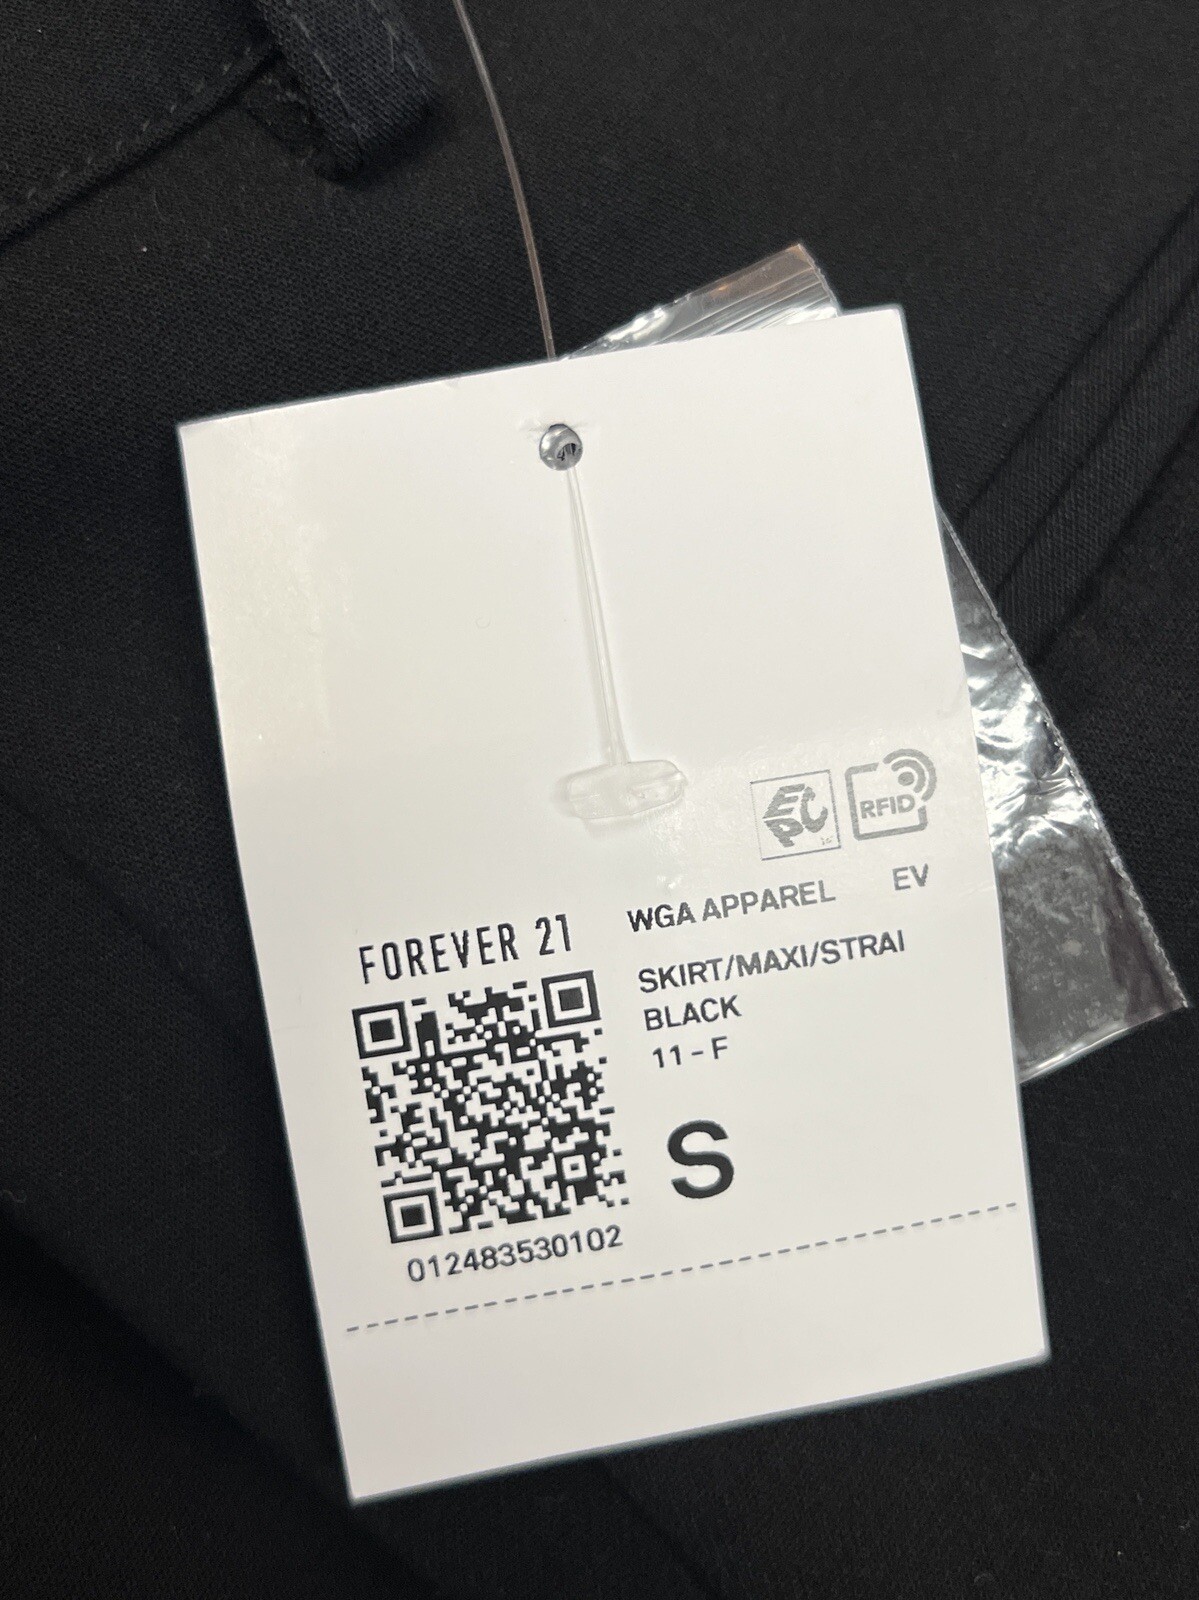 EPC
RFID
WGA APPAREL EV
FOREVER 21
SKIRT/MAXI/STRAI
BLACK
11-F
S
012483530102